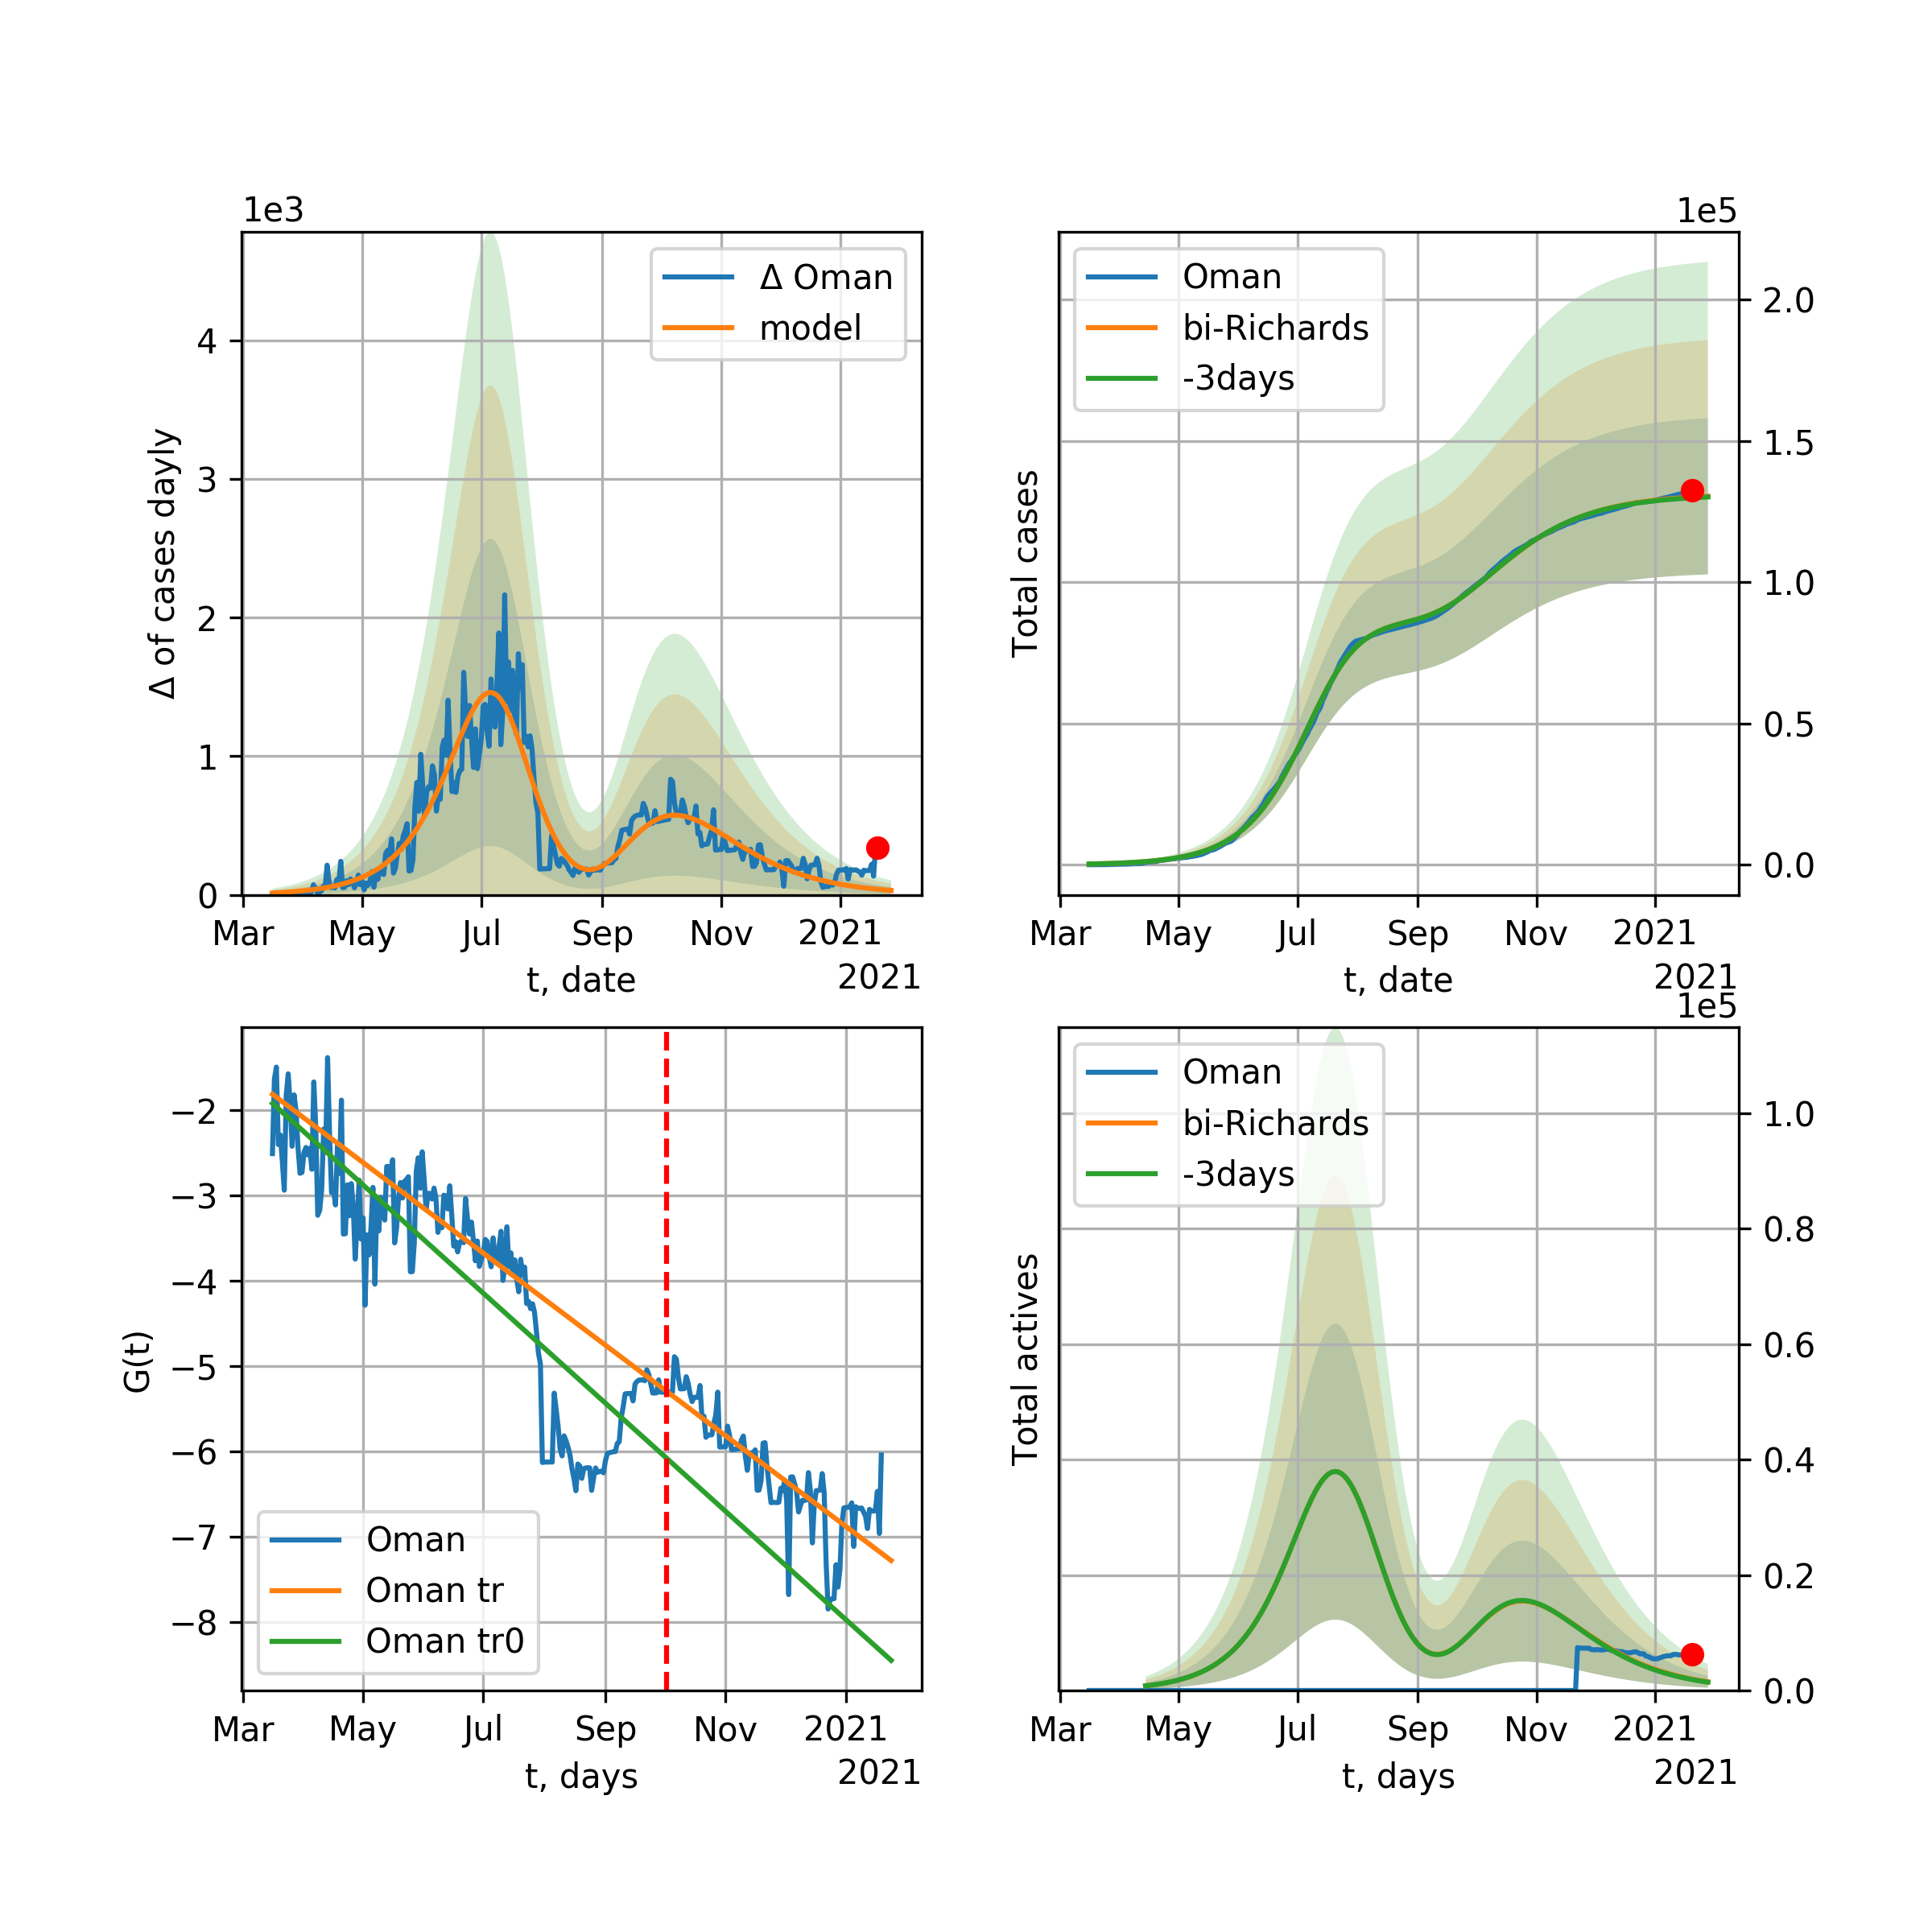 1e3
Δ of cases dayly
4
3
2
1
0
Δ Oman
model
Mar May Jul Sep Nov 2021
t, date
2021
1e5
Total cases
Oman
bi-Richards
-3days
2.0
1.5
1.0
0.5
0.0
Mar May Jul Sep Nov 2021
t, date
2021
G(t)
−2
−3
−4
−5
−6
−7
−8
Oman
Oman tr
Oman tr0
Mar May Jul Sep Nov 2021
t, days
2021
1e5
Total actives
Oman
bi-Richards
-3days
1.0
0.8
0.6
0.4
0.2
0.0
Mar May Jul Sep Nov 2021
t, days
2021